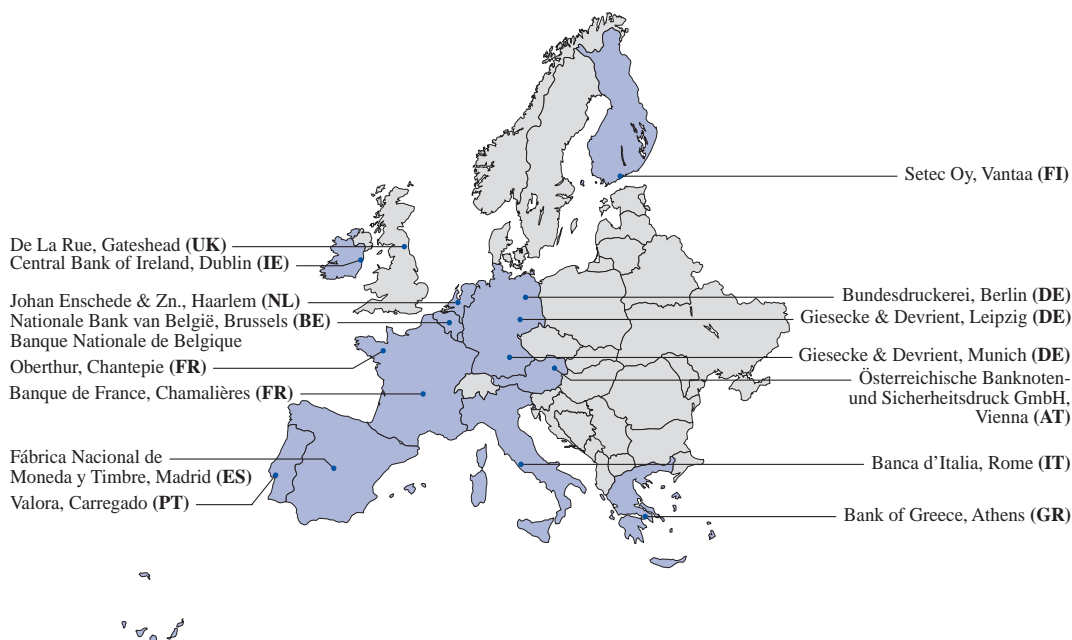 Setec Oy, Vantaa (FI)
De La Rue, Gateshead (UK)
Central Bank of Ireland, Dublin (IE)
Johan Enschede & Zn., Haarlem (NL)
Nationale Bank van België, Brussels (BE)
Banque Nationale de Belgique
Oberthur, Chantepie (FR)
Banque de France, Chamalières (FR)
Fábrica Nacional de
Moneda y Timbre, Madrid (ES)
Valora, Carregado (PT)
Bundesdruckerei, Berlin (DE)
Giesecke & Devrient, Leipzig (DE)
Giesecke & Devrient, Munich (DE)
Österreichische Banknoten-
und Sicherheitsdruck GmbH,
Vienna (AT)
Banca d'Italia, Rome (IT)
Bank of Greece, Athens (GR)